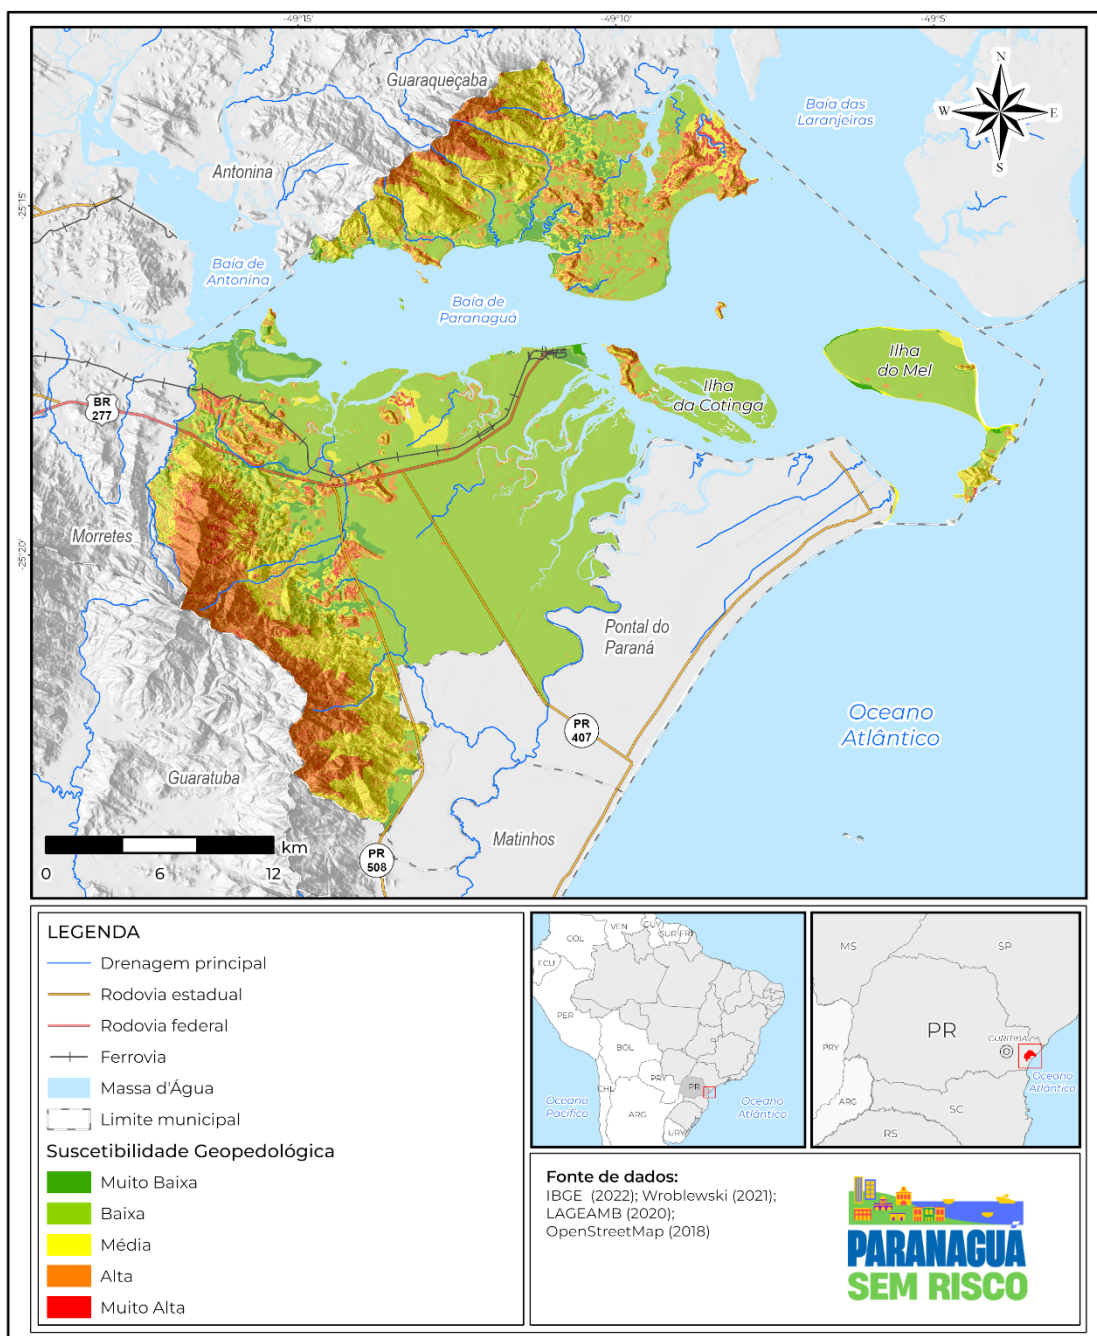 -49°15'
-49°10'
-49°5'
Guaraqueçaba
Baía das
Laranjeiras
N
W
E
S
Antonina
-25°15'
Baía de
Antonina
Baía de
Paranaguá
Ilha
do Mel
Ilha
da Cotinga
BR
277
Morretes
-25°20'
Pontal do
Paraná
Oceano
Atlântico
PR
407
Guaratuba
Matinhos
PR
508
km
0
6
12
LEGENDA
Drenagem principal
Rodovia estadual
Rodovia federal
Ferrovia
Massa d'Água
Limite municipal
Suscetibilidade Geopedológica
Muito Baixa
Baixa
Média
Alta
Muito Alta
VEN
GUY
SUR
FRI
COL
ECU
PER
BOL
PRY
PR
CHL
ARG
URY
Oceano
Pacífico
Oceano
Atlântico
MS
SP
PR
CURITIBA
PRY
Oceano
Atlântico
ARG
SC
RS
Fonte de dados:
IBGE (2022); Wroblewski (2021);
LAGEAMB (2020);
OpenStreetMap (2018)
PARANAGUÁ
SEM RISCO